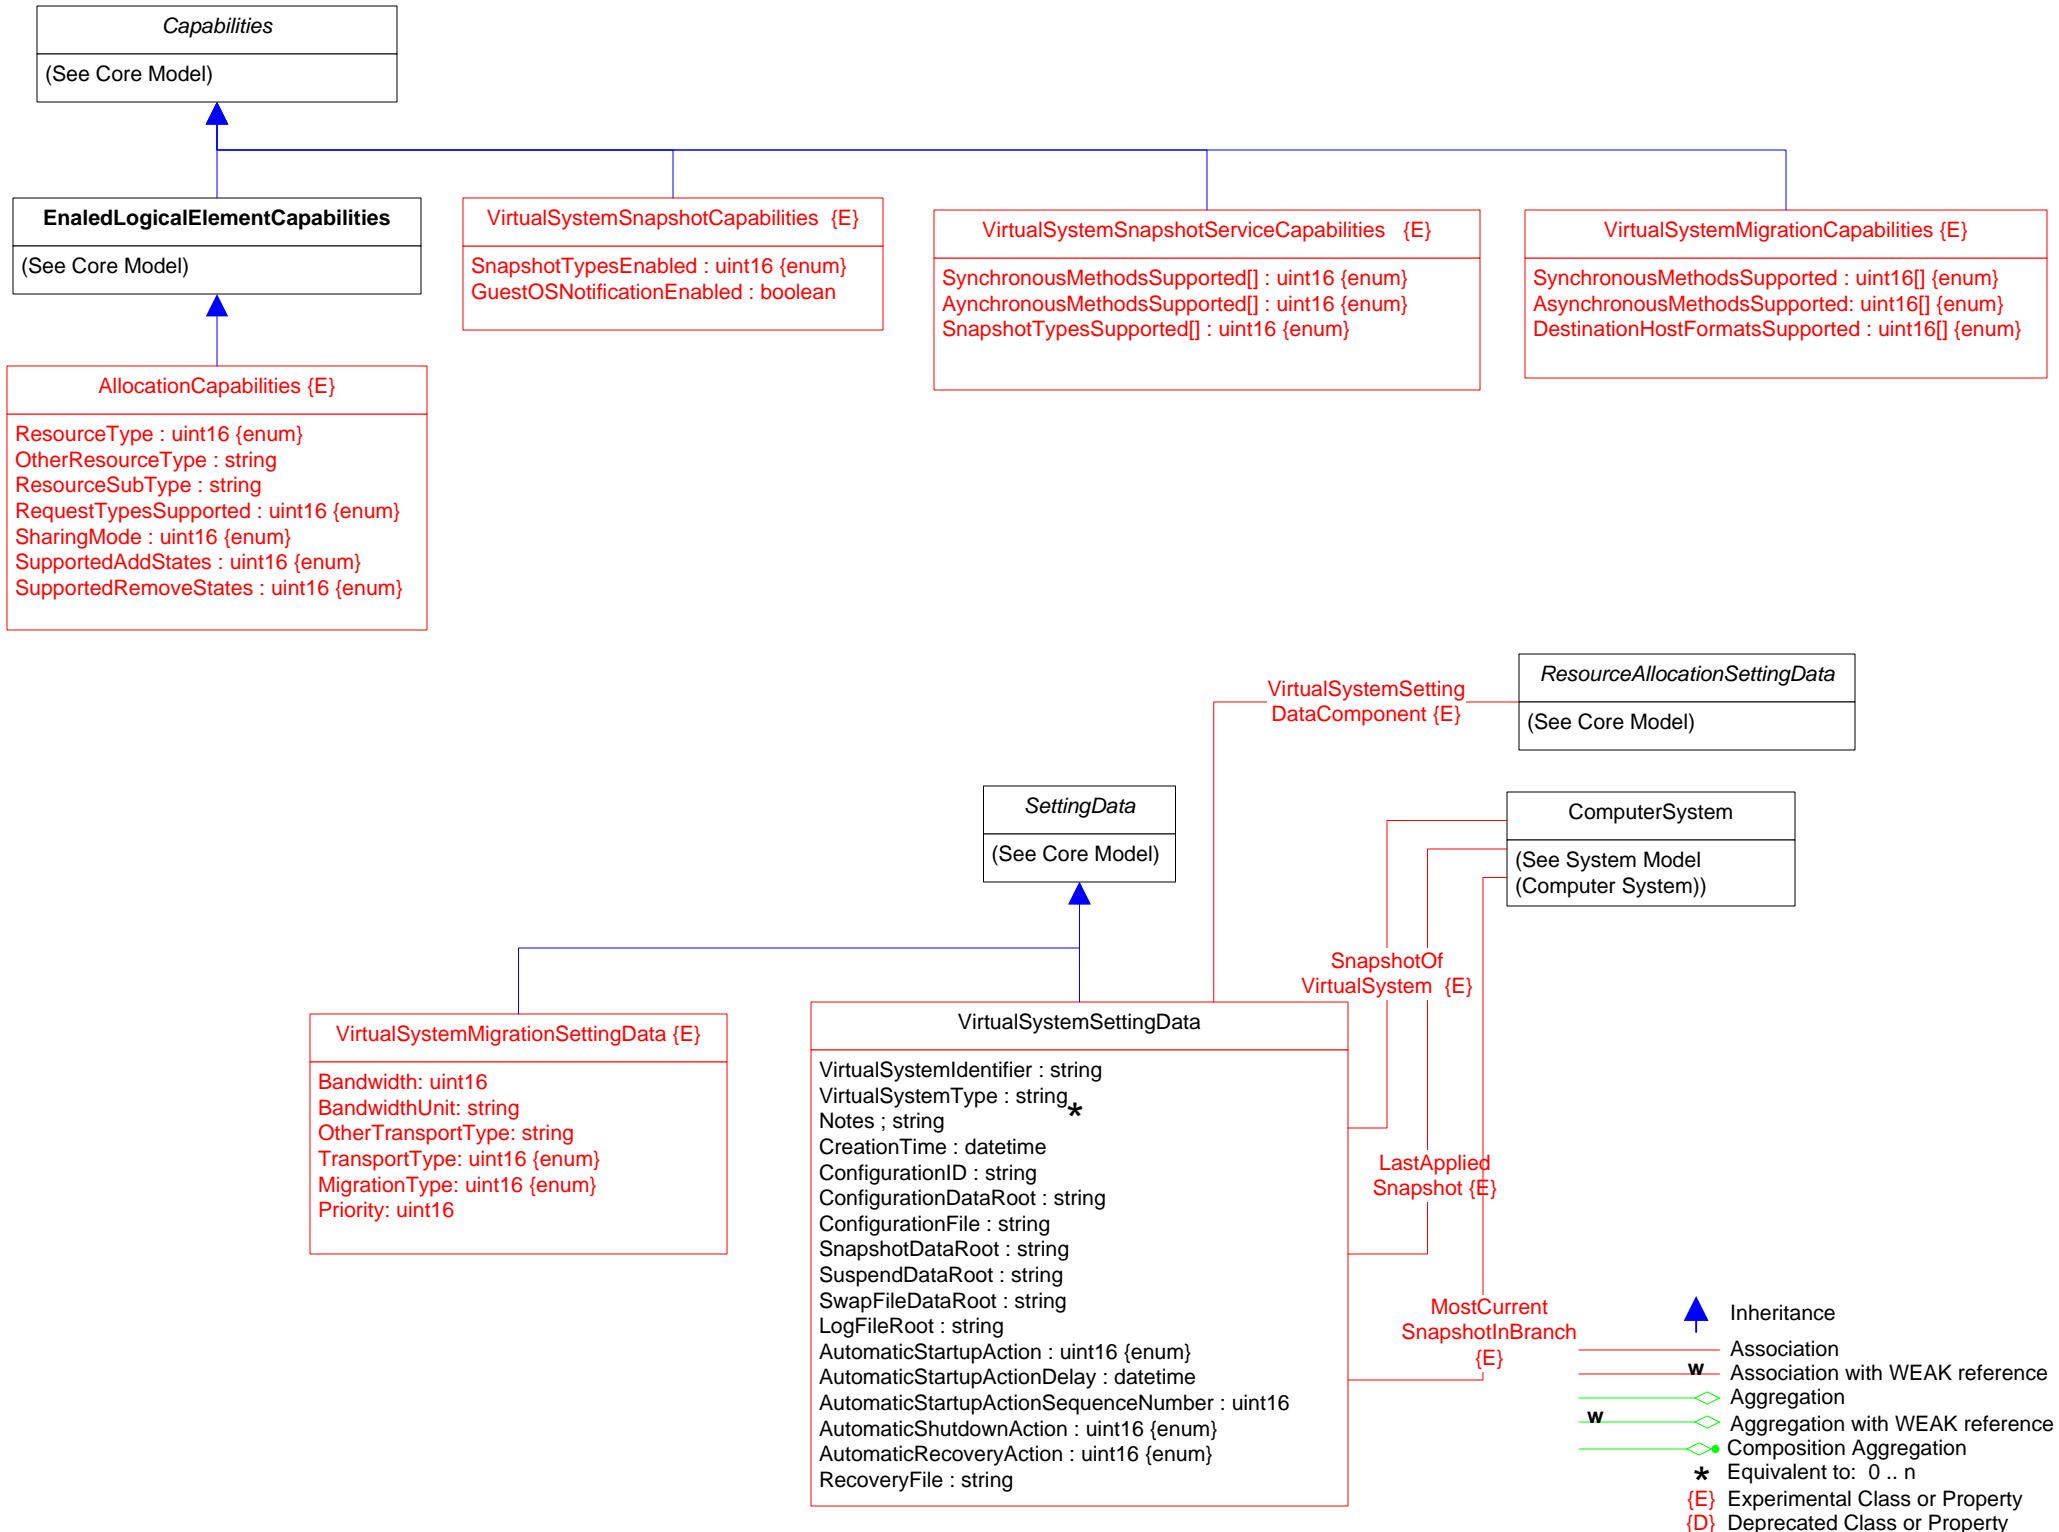 Capabilities
(See Core Model)
EnaledLogicalElementCapabilities
(See Core Model)
VirtualSystemSnapshotCapabilities {E}
SnapshotTypesEnabled : uint16 {enum}
GuestOSNotificationEnabled : boolean
VirtualSystemSnapshotServiceCapabilities {E}
SynchronousMethodsSupported[] : uint16 {enum}
AynchronousMethodsSupported[] : uint16 {enum}
SnapshotTypesSupported[] : uint16 {enum}
VirtualSystemMigrationCapabilities {E}
SynchronousMethodsSupported : uint16[] {enum}
AsynchronousMethodsSupported: uint16[] {enum}
DestinationHostFormatsSupported : uint16[] {enum}
AllocationCapabilities {E}
ResourceType : uint16 {enum}
OtherResourceType : string
ResourceSubType : string
RequestTypesSupported : uint16 {enum}
SharingMode : uint16 {enum}
SupportedAddStates : uint16 {enum}
SupportedRemoveStates : uint16 {enum}
VirtualSystemSetting
DataComponent {E}
ResourceAllocationSettingData
(See Core Model)
SettingData
(See Core Model)
ComputerSystem
(See System Model
(Computer System))
SnapshotOf
VirtualSystem {E}
VirtualSystemMigrationSettingData {E}
Bandwidth: uint16
BandwidthUnit: string
OtherTransportType: string
TransportType: uint16 {enum}
MigrationType: uint16 {enum}
Priority: uint16
VirtualSystemSettingData
VirtualSystemIdentifier : string
VirtualSystemType : string
*
Notes ; string
CreationTime : datetime
ConfigurationID : string
ConfigurationDataRoot : string
ConfigurationFile : string
SnapshotDataRoot : string
SuspendDataRoot : string
SwapFileDataRoot : string
LogFileRoot : string
AutomaticStartupAction : uint16 {enum}
AutomaticStartupActionDelay : datetime
AutomaticStartupActionSequenceNumber : uint16
AutomaticShutdownAction : uint16 {enum}
AutomaticRecoveryAction : uint16 {enum}
RecoveryFile : string
LastApplied
Snapshot {E}
MostCurrent
SnapshotInBranch
{E}
Inheritance
Association
w Association with WEAK reference
Aggregation
w Aggregation with WEAK reference
Composition Aggregation
* Equivalent to: 0 .. n
{E} Experimental Class or Property
{D} Deprecated Class or Property